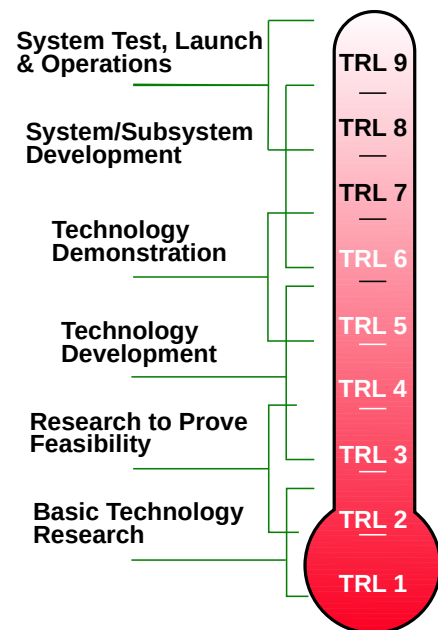 System Test, Launch
& Operations
System/Subsystem
Development
Technology
Demonstration
Technology
Development
Research to Prove
Feasibility
Basic Technology
Research
TRL 9
TRL 8
TRL 7
TRL 6
TRL 5
TRL 4
TRL 3
TRL 2
TRL 1